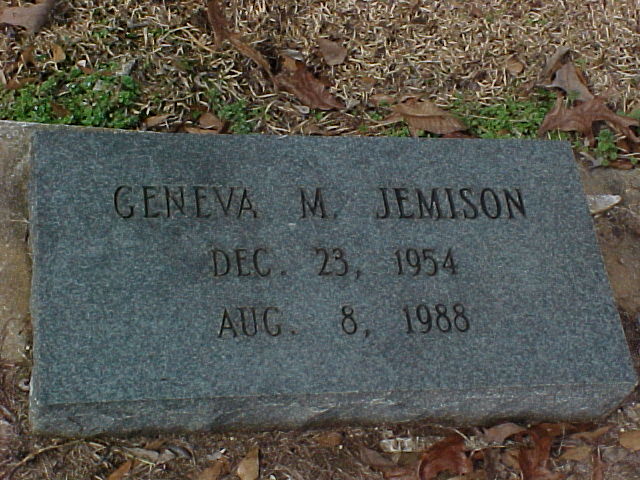 GENEVA M. JEMISON
DEC. 23, 1954
AUG. 8, 1988